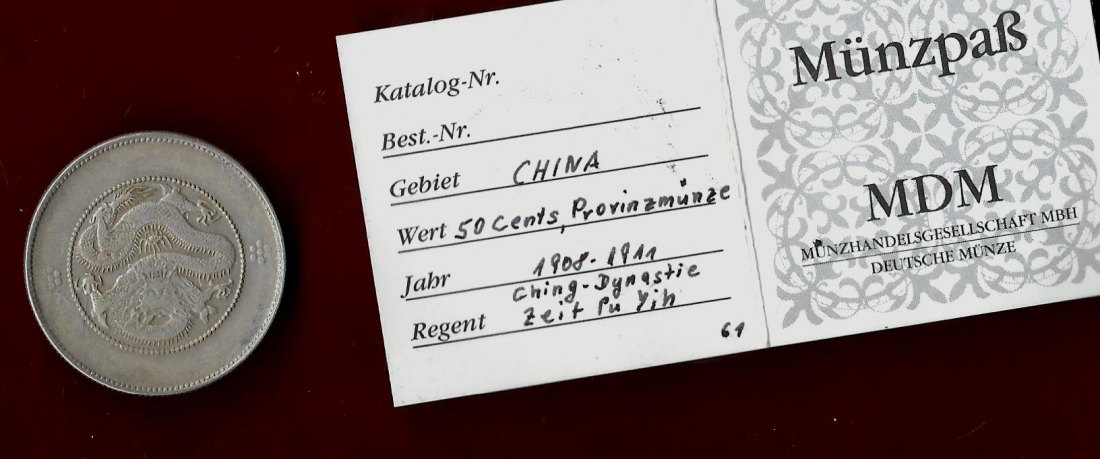 Katalog-Nr.
Best.-Nr.
Gebiet CHINA
Wert 50 Cents, Provinzmünze
Jahr 1908-1911
Ching-Dynastie
Regent Zeit Pu Yih
61
Münzpaß
MDM
MÜNZHANDELSGESELLSCHAFT MBH
DEUTSCHE MÜNZE